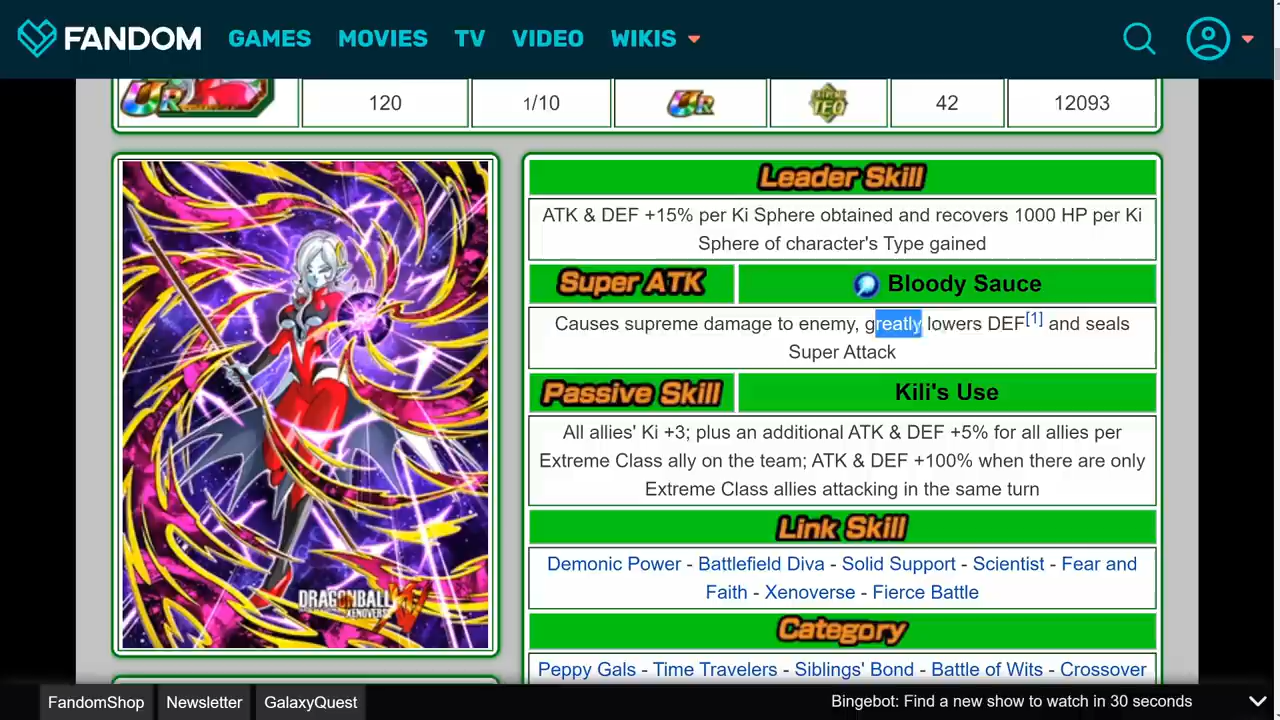 FANDOM GAMES MOVIES TV VIDEO WIKIS
UR 120 1/10 UR EXTREME TEQ 42 12093
Leader Skill
ATK & DEF +15% per Ki Sphere obtained and recovers 1000 HP per Ki
Sphere of character's Type gained
Super ATK Bloody Sauce
Causes supreme damage to enemy, greatly lowers DEF[1] and seals
Super Attack
Passive Skill Kili's Use
All allies' Ki +3; plus an additional ATK & DEF +5% for all allies per
Extreme Class ally on the team; ATK & DEF +100% when there are only
Extreme Class allies attacking in the same turn
Link Skill
Demonic Power - Battlefield Diva - Solid Support - Scientist - Fear and
Faith - Xenoverse - Fierce Battle
Category
Peppy Gals - Time Travelers - Siblings' Bond - Battle of Wits - Crossover
DRAGONBALL XV
XENOVERSE
FandomShop Newsletter GalaxyQuest Bingebot: Find a new show to watch in 30 seconds